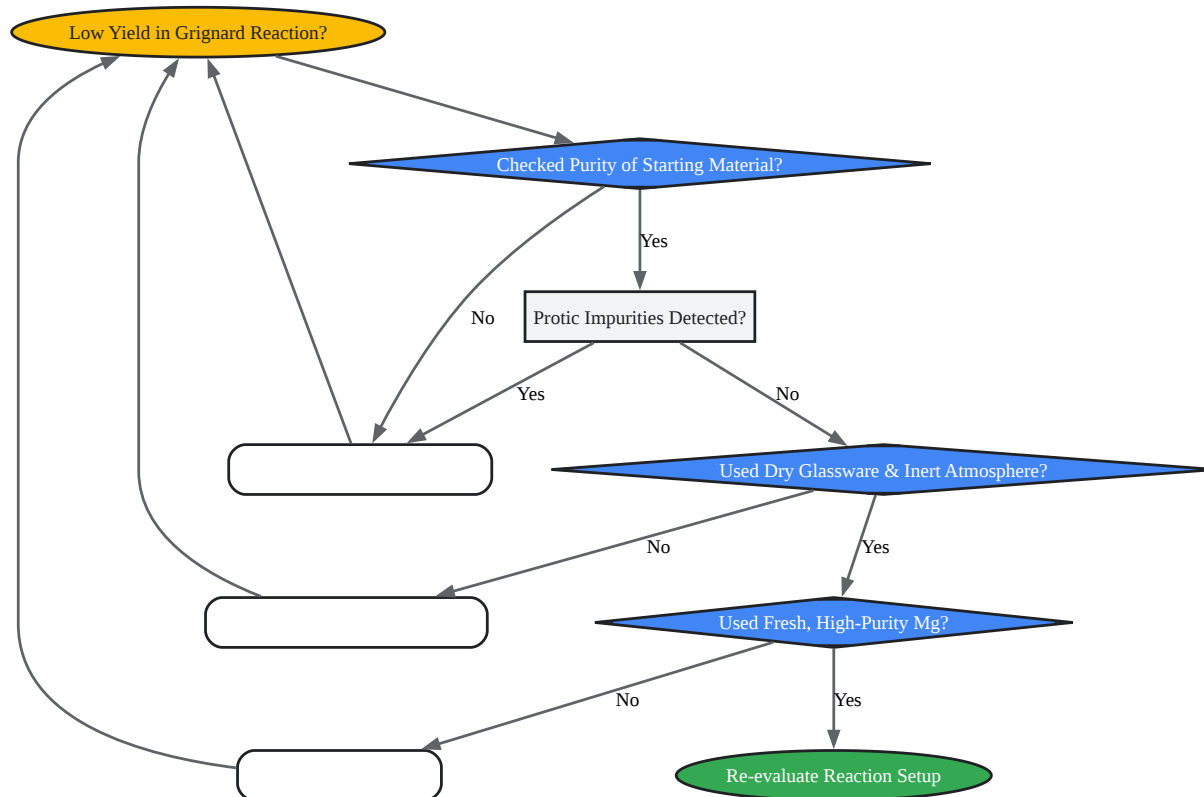 Low Yield in Grignard Reaction?
Checked Purity of Starting Material?
Yes
No
Protic Impurities Detected?
Yes
No
Used Dry Glassware & Inert Atmosphere?
No
Yes
Used Fresh, High-Purity Mg?
No
Yes
Re-evaluate Reaction Setup